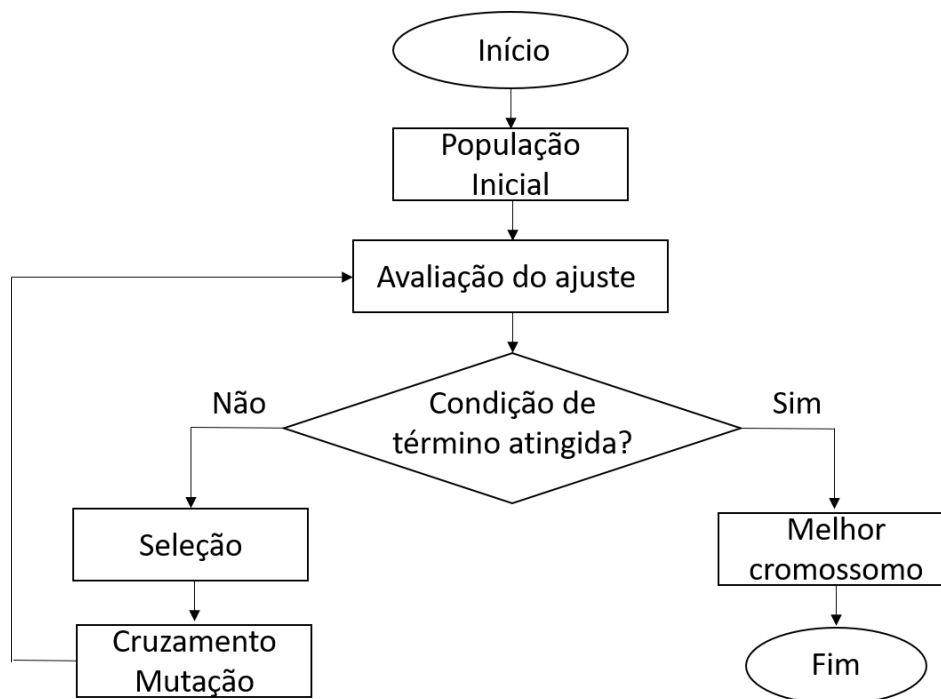 Início
População
Inicial
Avaliação do ajuste
Não
Condição de
término atingida?
Sim
Seleção
Melhor
cromossomo
Cruzamento
Mutação
Fim